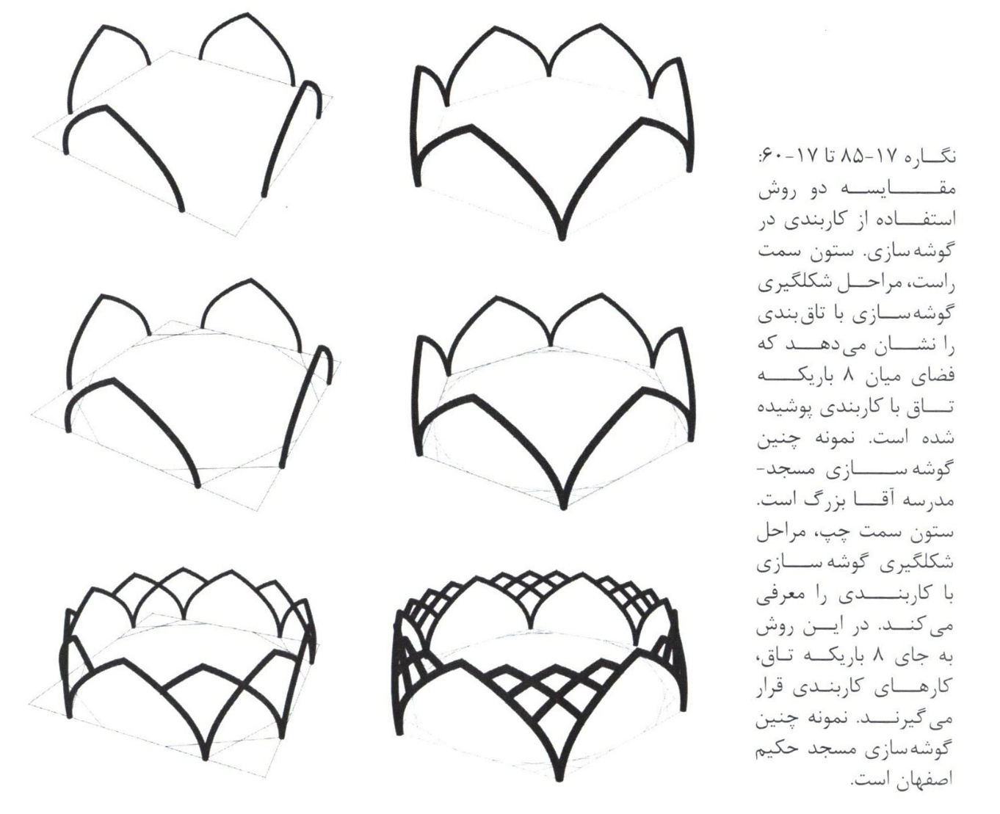 نگاره ۱۷-۸۵ تا ۱۷-۶۰:
مقایسه دو روش
استفاده از کاربندی در
گوشه‌سازی. ستون سمت
راست، مراحل شکلگیری
گوشه‌سازی با تاق‌بندی
را نشان می‌دهد که
فضای میان ۸ باریکه
تاق با کاربندی پوشیده
شده است. نمونه چنین
گوشه‌سازی مسجد-
مدرسه آقا بزرگ است.
ستون سمت چپ، مراحل
شکلگیری گوشه‌سازی
با کاربندی را معرفی
می‌کند. در این روش
به جای ۸ باریکه تاق،
کارهای کاربندی قرار
می‌گیرند. نمونه چنین
گوشه‌سازی مسجد حکیم
اصفهان است.